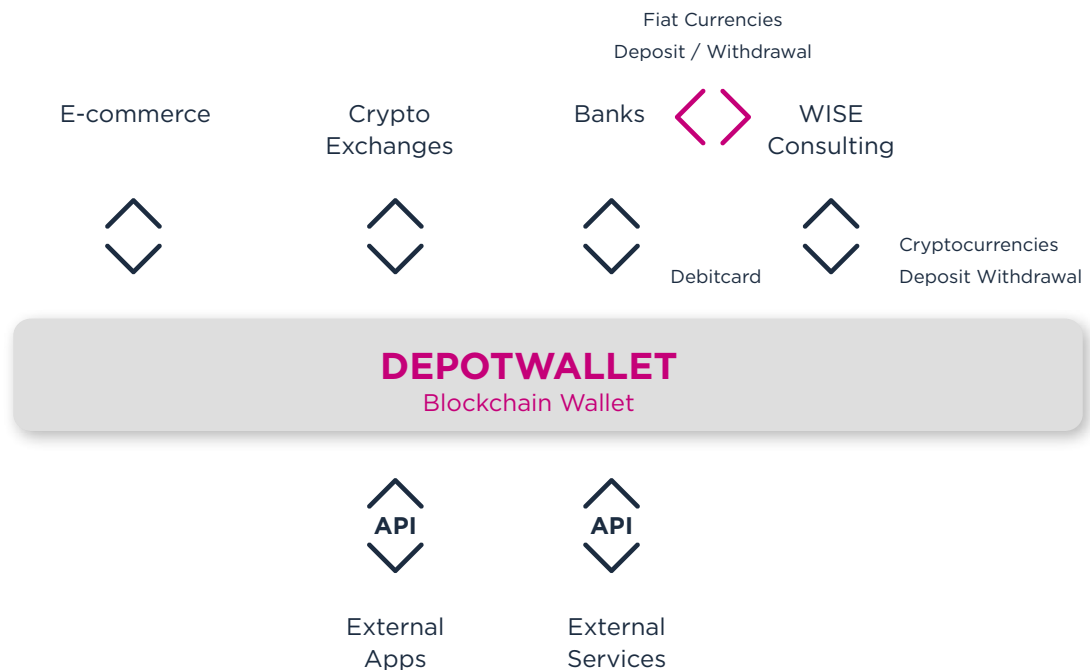 Fiat Currencies
Deposit / Withdrawal
E-commerce
Crypto
Exchanges
Banks
WISE
Consulting
Debitcard
Cryptocurrencies
Deposit Withdrawal
DEPOTWALLET
Blockchain Wallet
API
API
External
Apps
External
Services